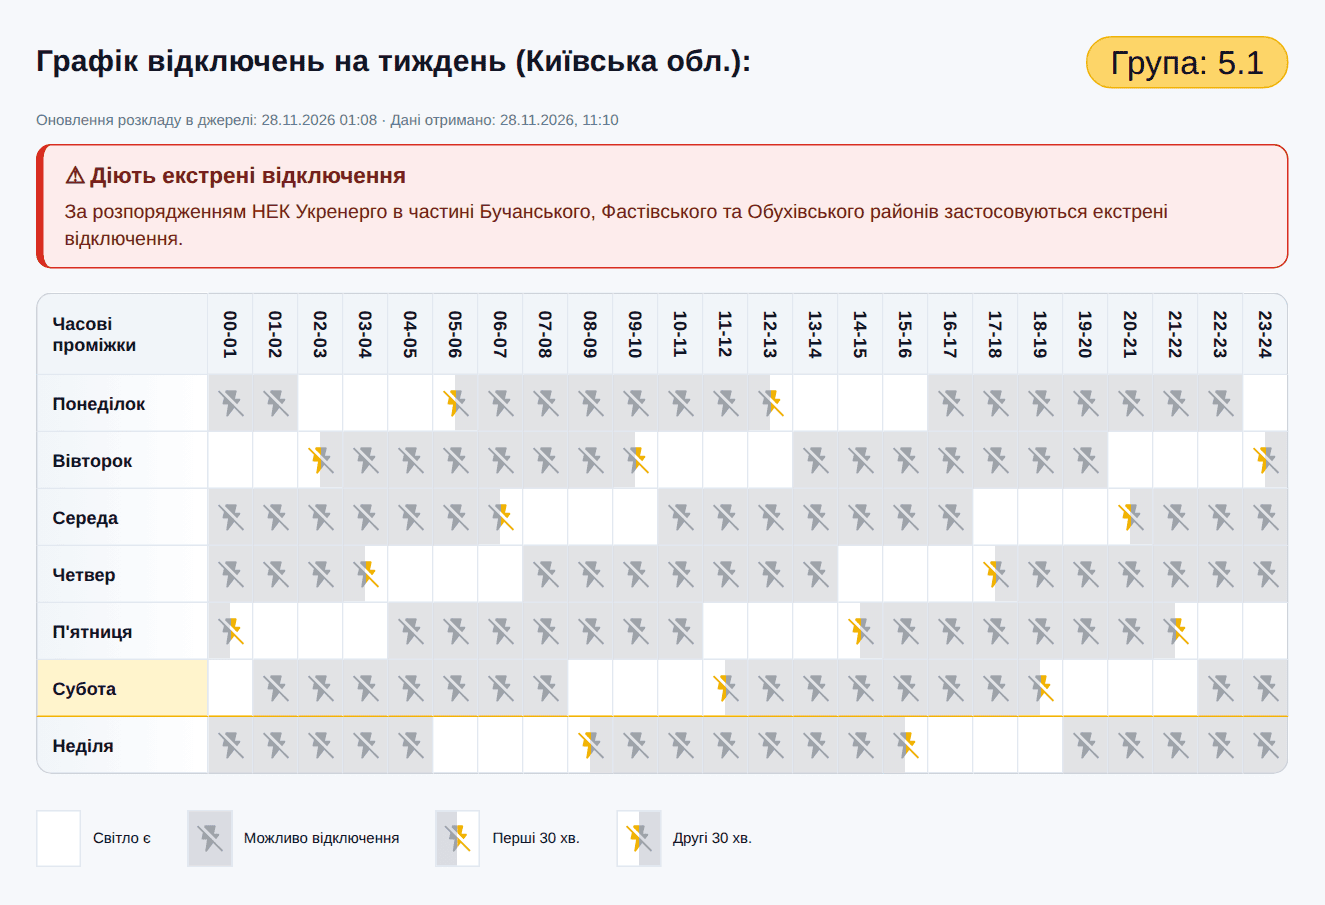 Графік відключень на тиждень (Київська обл.):
Група: 5.1
Оновлення розкладу в джерелі: 28.11.2026 01:08 · Дані отримано: 28.11.2026, 11:10
⚠ Діють екстрені відключення
За розпорядженням НЕК Укренерго в частині Бучанського, Фастівського та Обухівського районів застосовуються екстрені
відключення.
Часові
проміжки
00-01 01-02 02-03 03-04 04-05 05-06 06-07 07-08 08-09 09-10 10-11 11-12 12-13 13-14 14-15 15-16 16-17 17-18 18-19 19-20 20-21 21-22 22-23 23-24
Понеділок
Вівторок
Середа
Четвер
П'ятниця
Субота
Неділя
Світло є
Можливо відключення
Перші 30 хв.
Другі 30 хв.